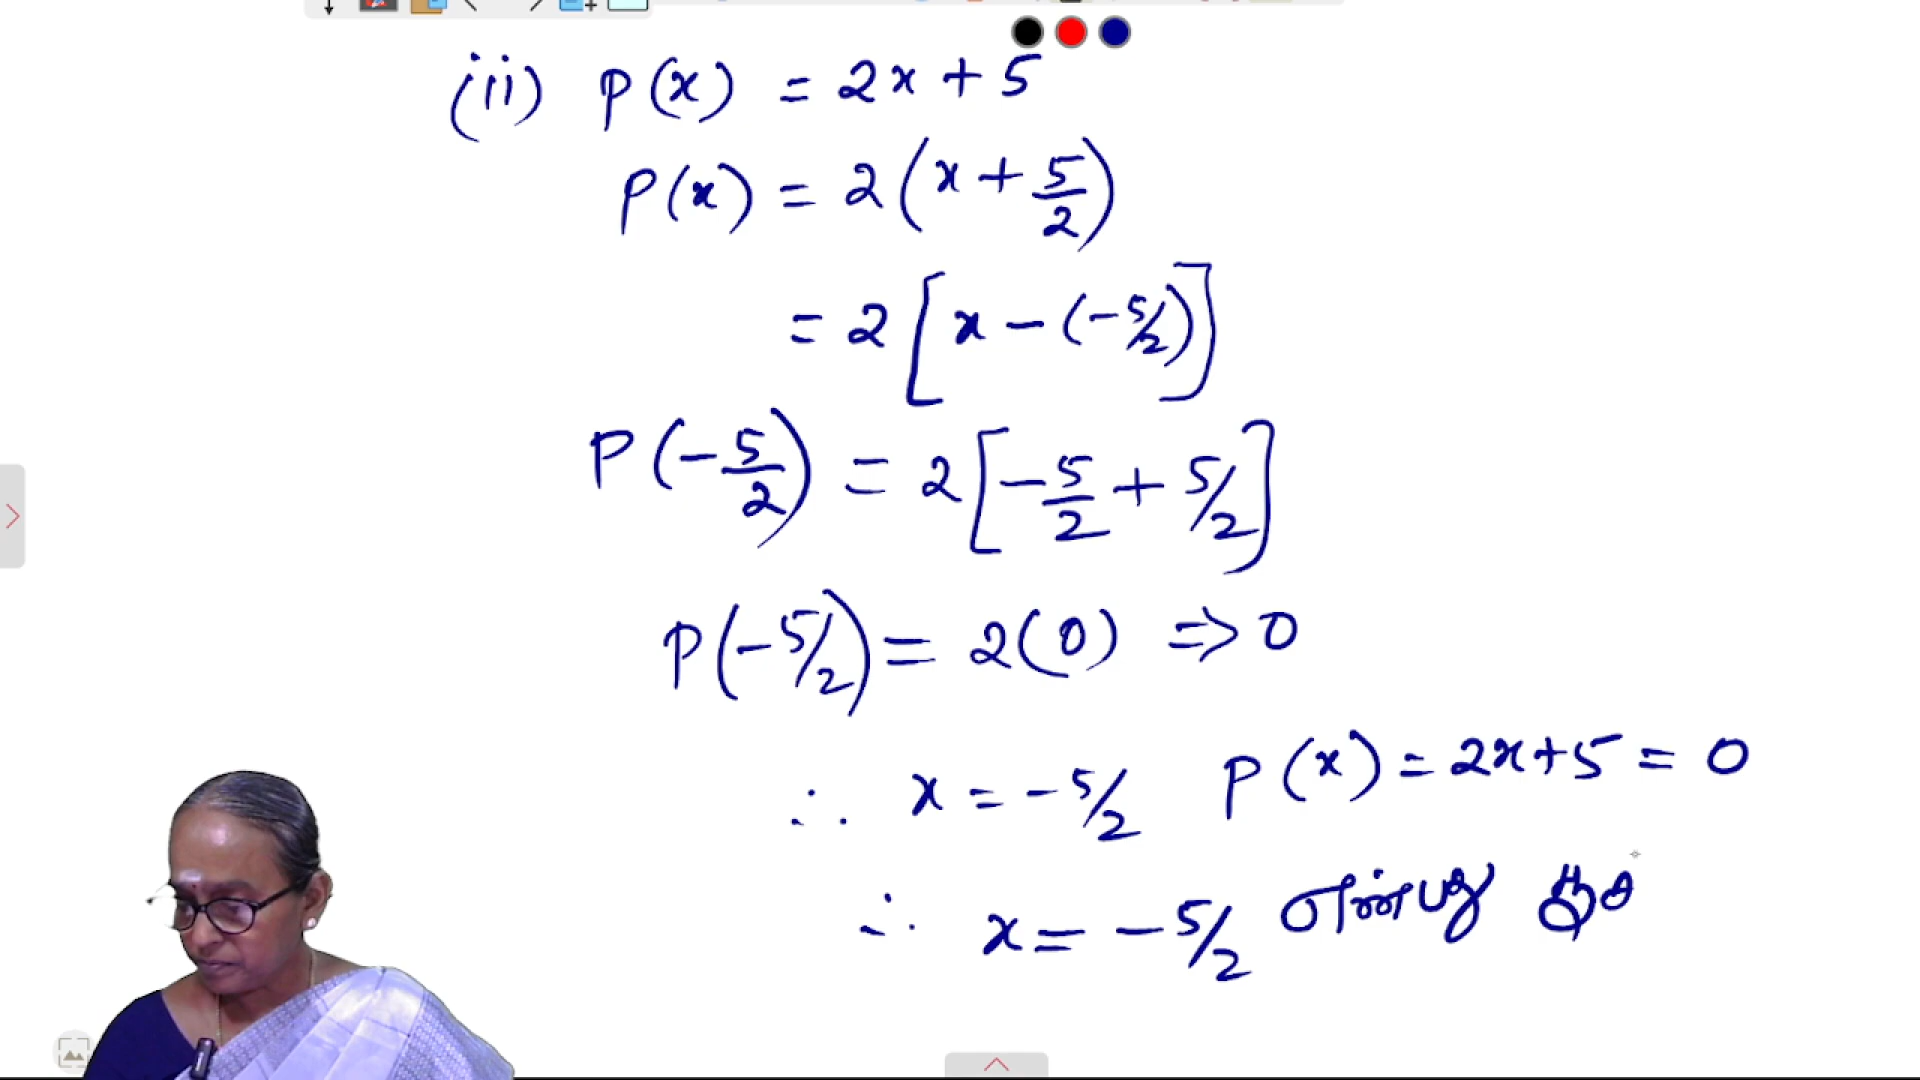 (ii) P(x) = 2x + 5
P(x) = 2(x + 5/2)
= 2[x - (-5/2)]
P(-5/2) = 2[-5/2 + 5/2]
P(-5/2) = 2(0) => 0
∴ x = -5/2 P(x) = 2x+5 = 0
∴ x = -5/2 என்பது